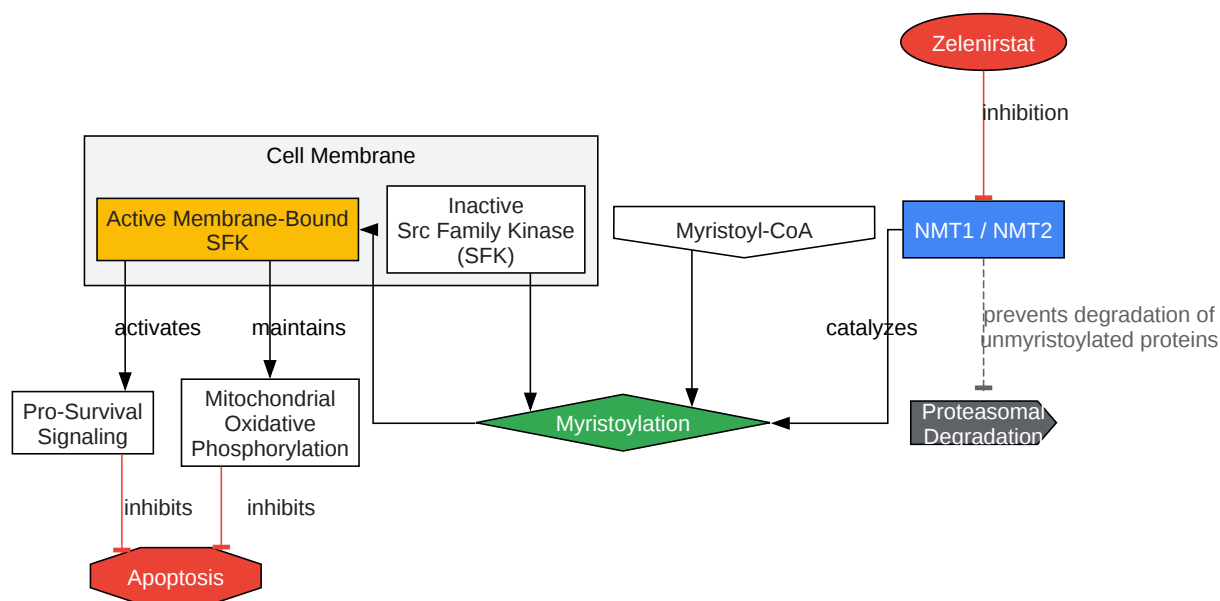 Zelenirstat
inhibition
Cell Membrane
Active Membrane-Bound
SFK
Inactive
Src Family Kinase
(SFK)
Myristoyl-CoA
NMT1 / NMT2
activates
maintains
catalyzes
prevents degradation of
unmyristoylated proteins
Pro-Survival
Signaling
Mitochondrial
Oxidative
Phosphorylation
Myristoylation
Proteasomal
Degradation
inhibits
inhibits
Apoptosis